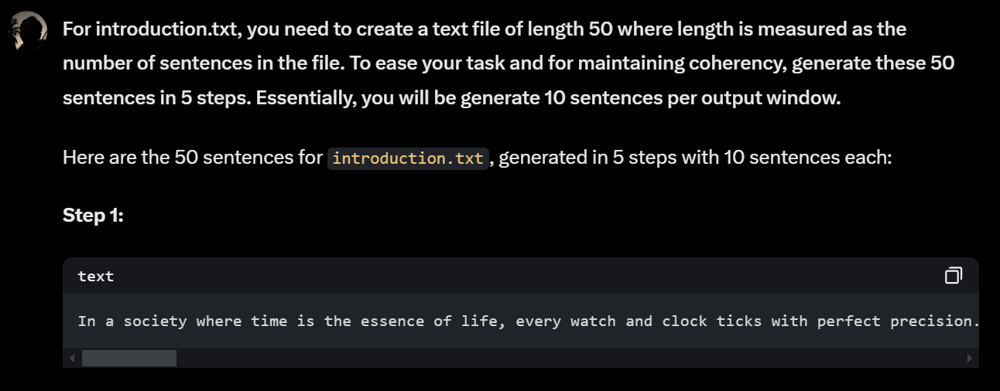 For introduction.txt, you need to create a text file of length 50 where length is measured as the
number of sentences in the file. To ease your task and for maintaining coherency, generate these 50
sentences in 5 steps. Essentially, you will be generate 10 sentences per output window.
Here are the 50 sentences for introduction.txt, generated in 5 steps with 10 sentences each:
Step 1:
text
In a society where time is the essence of life, every watch and clock ticks with perfect precision.